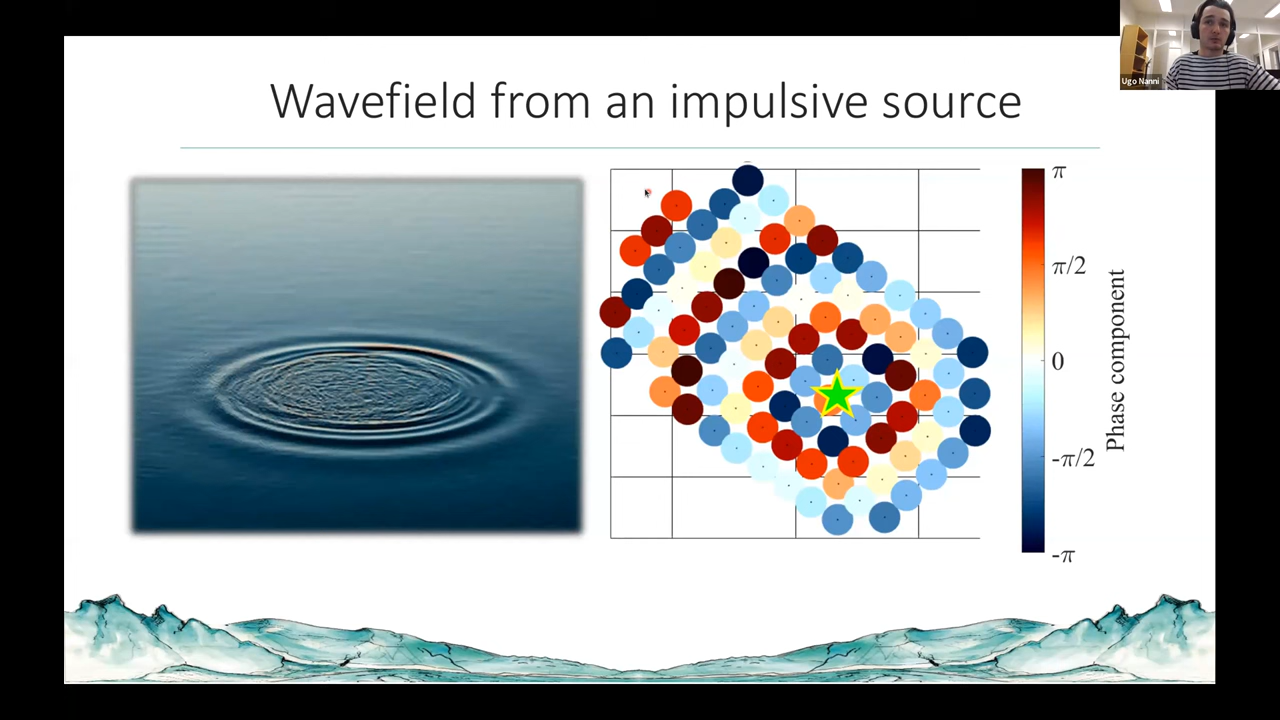 Wavefield from an impulsive source
Ugo Nanni
π
π/2
0
-π/2
-π
Phase component